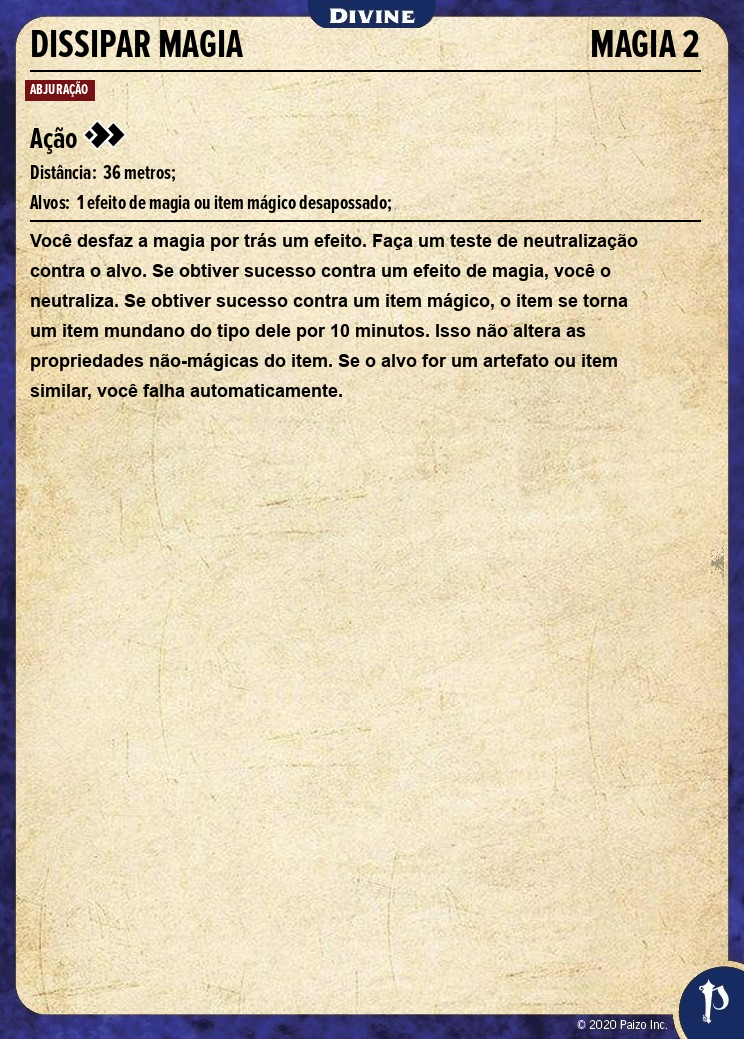 DIVINE
DISSIPAR MAGIA MAGIA 2
ABJURAÇÃO
Ação
Distância: 36 metros;
Alvos: 1 efeito de magia ou item mágico desapossado;
Você desfaz a magia por trás um efeito. Faça um teste de neutralização
contra o alvo. Se obtiver sucesso contra um efeito de magia, você o
neutraliza. Se obtiver sucesso contra um item mágico, o item se torna
um item mundano do tipo dele por 10 minutos. Isso não altera as
propriedades não-mágicas do item. Se o alvo for um artefato ou item
similar, você falha automaticamente.
© 2020 Paizo Inc.
P